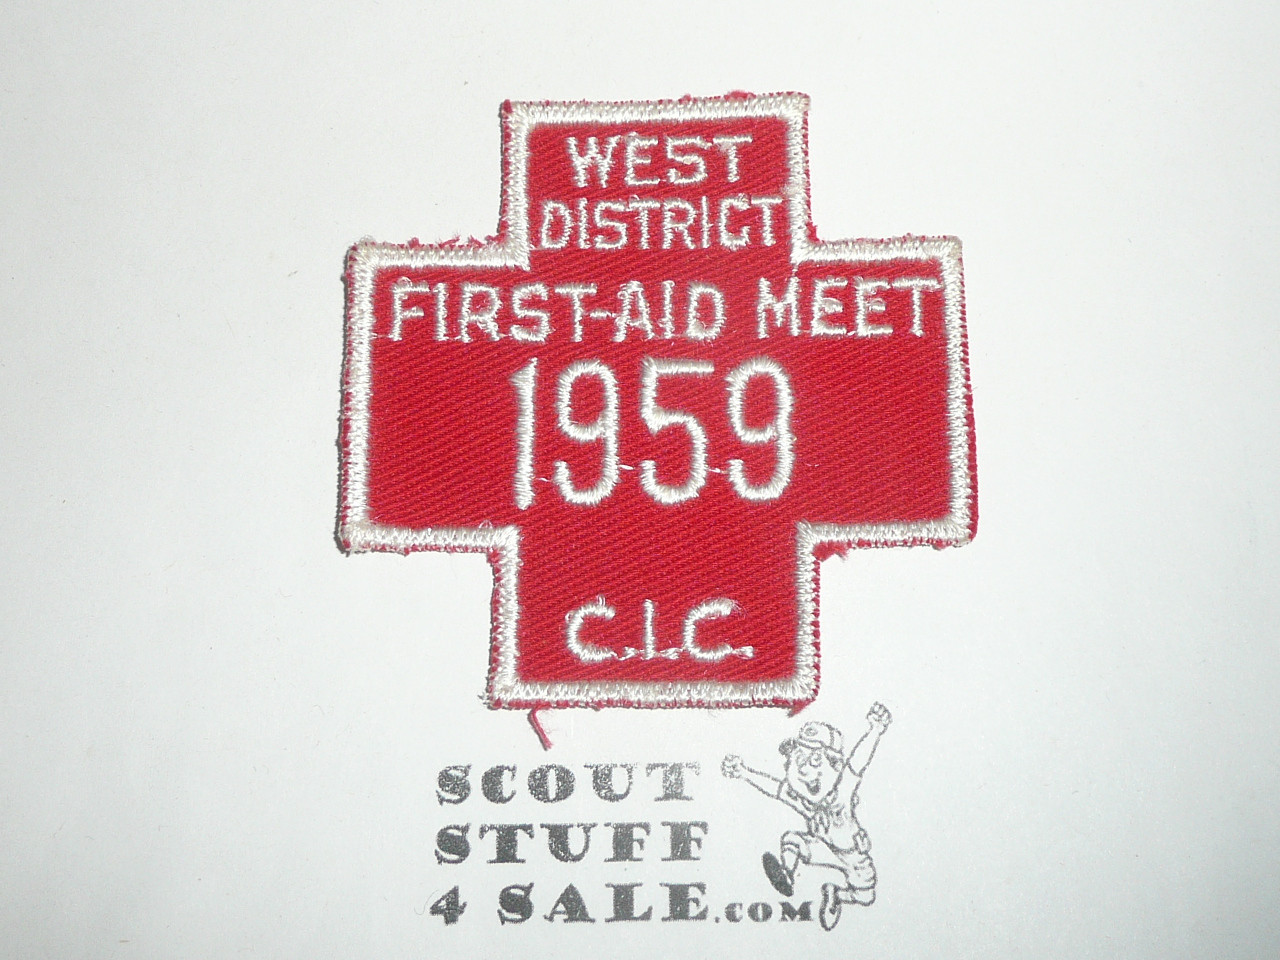 WEST
DISTRICT
FIRST-AID MEET
1959
C.I.C.
SCOUT
STUFF
4 SALE.COM